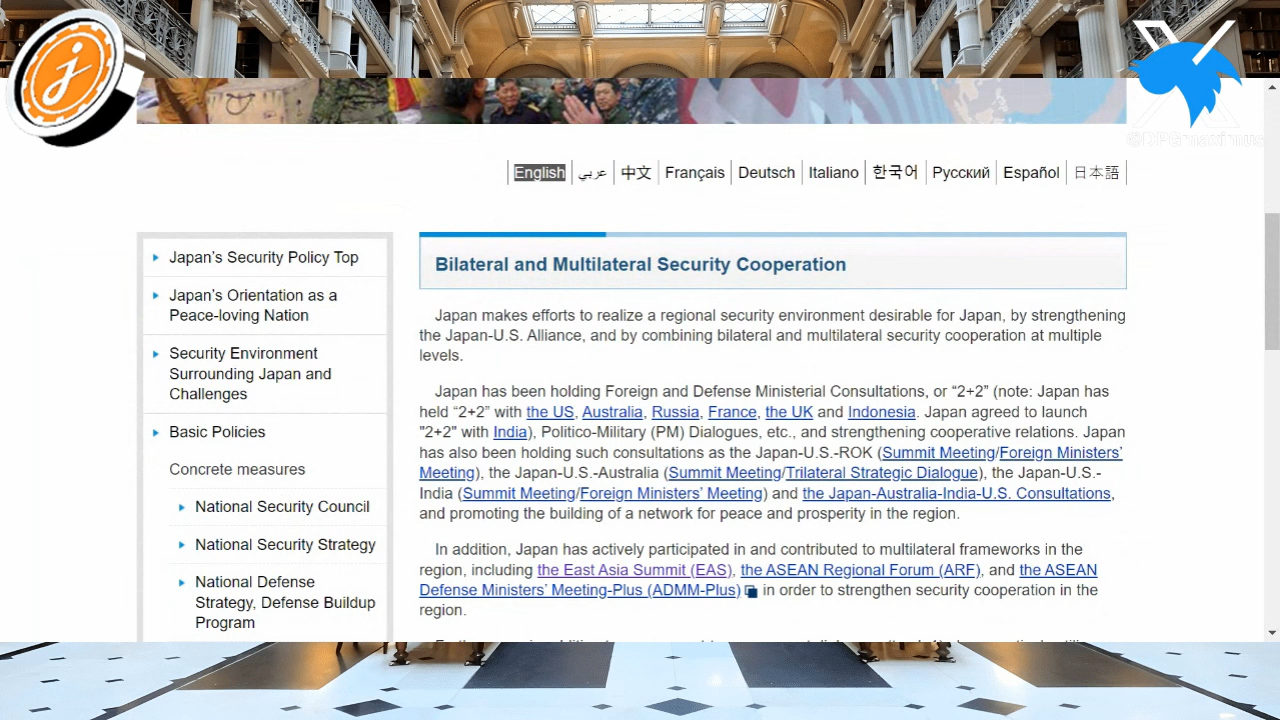 j
@DPGmaximus
English عربي 中文 Français Deutsch Italiano 한국어 Русский Español 日本語
Japan's Security Policy Top
Japan's Orientation as a
Peace-loving Nation
Security Environment
Surrounding Japan and
Challenges
Basic Policies
Concrete measures
National Security Council
National Security Strategy
National Defense
Strategy, Defense Buildup
Program
Bilateral and Multilateral Security Cooperation
Japan makes efforts to realize a regional security environment desirable for Japan, by strengthening
the Japan-U.S. Alliance, and by combining bilateral and multilateral security cooperation at multiple
levels.
Japan has been holding Foreign and Defense Ministerial Consultations, or “2+2” (note: Japan has
held “2+2” with the US, Australia, Russia, France, the UK and Indonesia. Japan agreed to launch
"2+2" with India), Politico-Military (PM) Dialogues, etc., and strengthening cooperative relations. Japan
has also been holding such consultations as the Japan-U.S.-ROK (Summit Meeting/Foreign Ministers’
Meeting), the Japan-U.S.-Australia (Summit Meeting/Trilateral Strategic Dialogue), the Japan-U.S.-
India (Summit Meeting/Foreign Ministers’ Meeting) and the Japan-Australia-India-U.S. Consultations,
and promoting the building of a network for peace and prosperity in the region.
In addition, Japan has actively participated in and contributed to multilateral frameworks in the
region, including the East Asia Summit (EAS), the ASEAN Regional Forum (ARF), and the ASEAN
Defense Ministers’ Meeting-Plus (ADMM-Plus) in order to strengthen security cooperation in the
region.